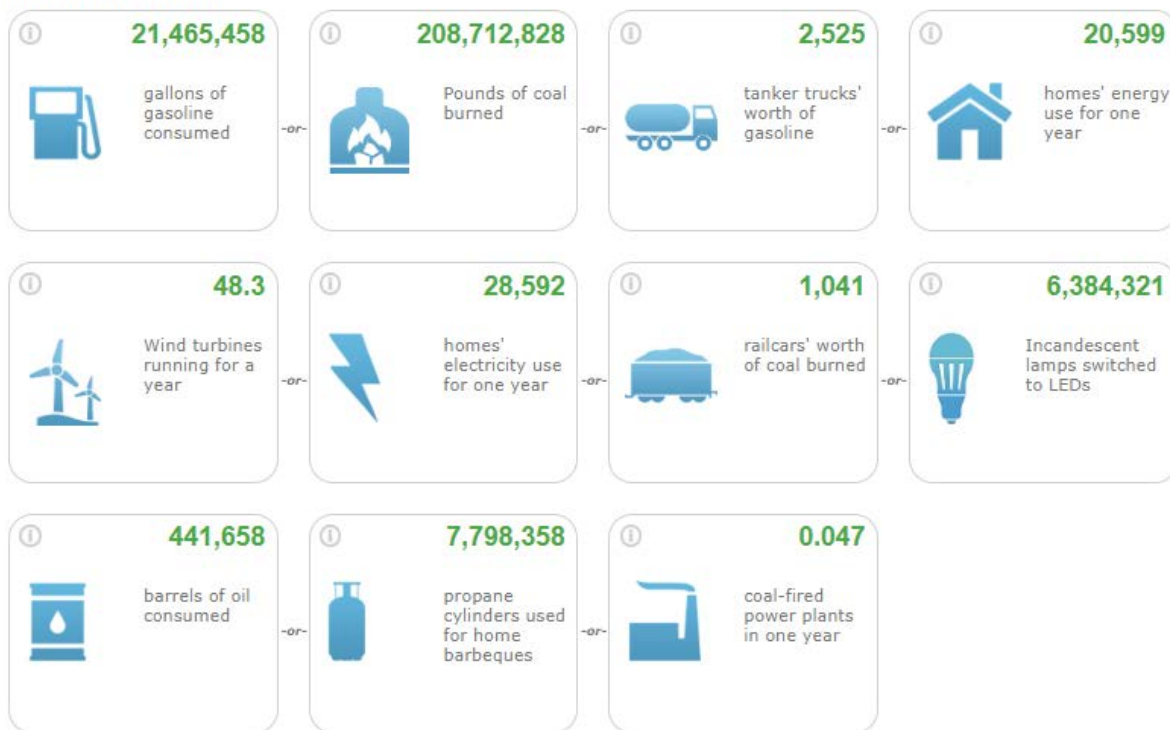 21,465,458
gallons of
gasoline
consumed
-or-
208,712,828
Pounds of coal
burned
-or-
2,525
tanker trucks'
worth of
gasoline
-or-
20,599
homes' energy
use for one
year
48.3
Wind turbines
running for a
year
-or-
28,592
homes'
electricity use
for one year
-or-
1,041
railcars' worth
of coal burned
-or-
6,384,321
Incandescent
lamps switched
to LEDs
441,658
barrels of oil
consumed
-or-
7,798,358
propane
cylinders used
for home
barbeques
-or-
0.047
coal-fired
power plants
in one year